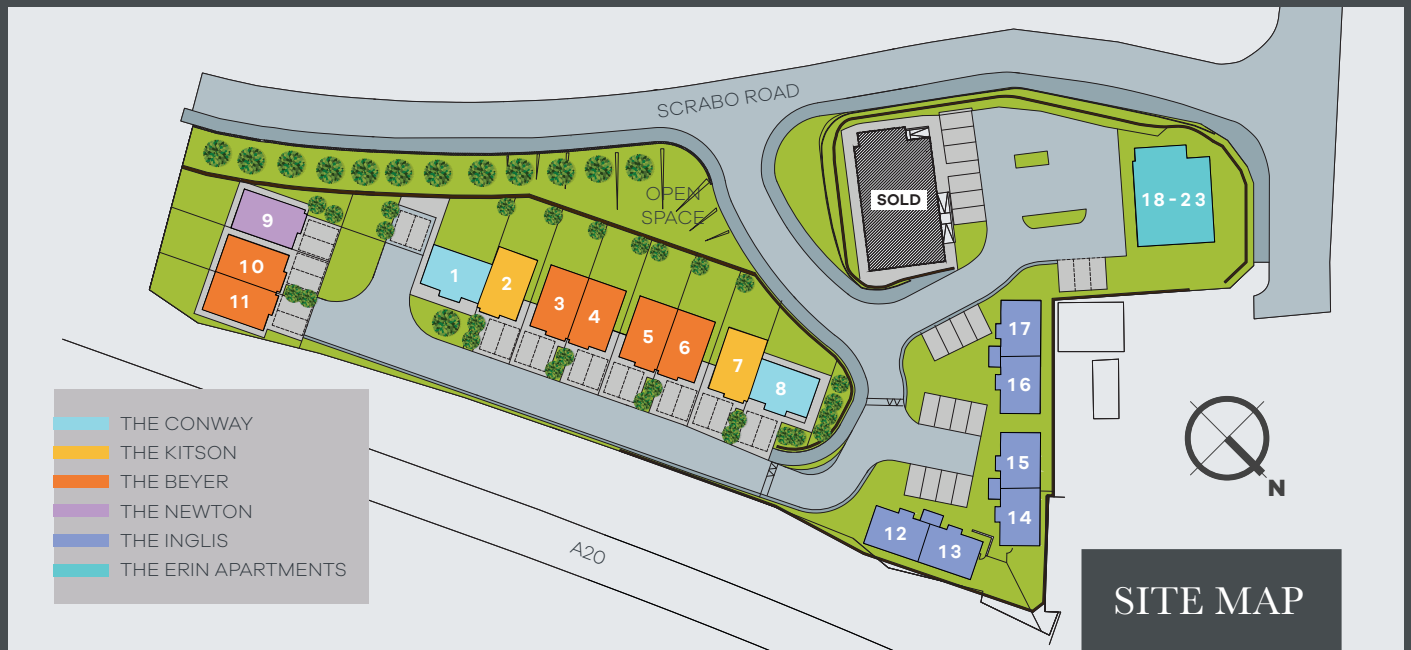 SCRABO ROAD
OPEN
SPACE
SOLD
18-23
9
10
11
1
2
3
4
5
6
7
8
17
16
15
14
12
13
THE CONWAY
THE KITSON
THE BEYER
THE NEWTON
THE INGLIS
THE ERIN APARTMENTS
A20
N
SITE MAP